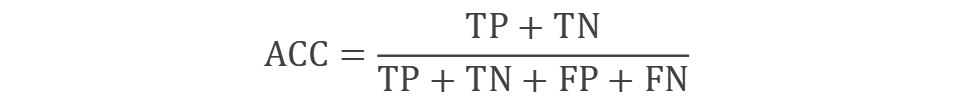 ACC = (TP + TN) / (TP + TN + FP + FN)